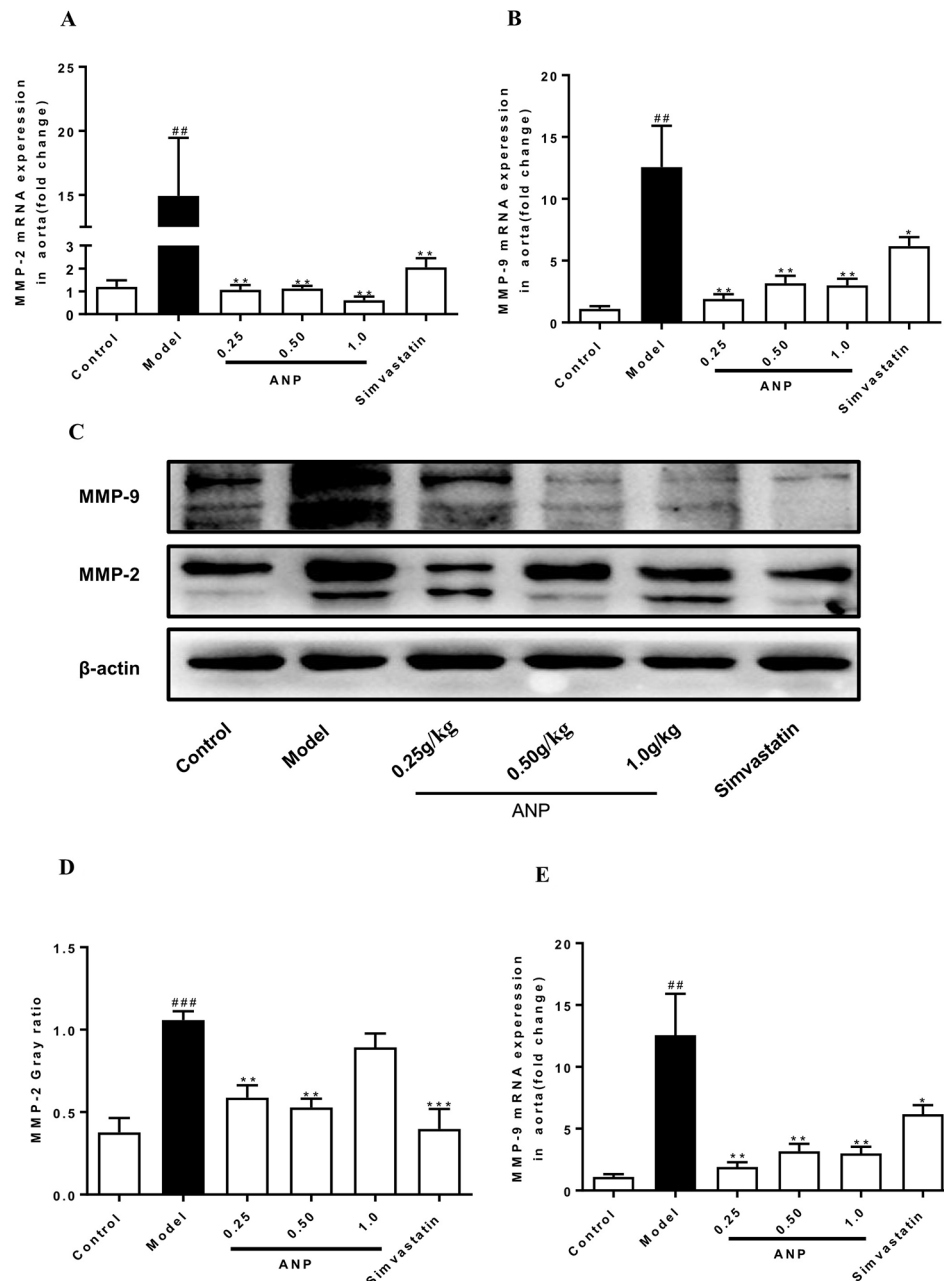 A
MMP-2 mRNA experession
in aorta(fold change)
25
20
15
3
2
1
0
##
**
**
**
**
Control
Model
0.25
0.50
1.0
Simvastatin
ANP
B
MMP-9 mRNA experession
in aorta(fold change)
20
15
10
5
0
##
**
**
**
*
Control
Model
0.25
0.50
1.0
Simvastatin
ANP
C
MMP-9
MMP-2
β-actin
Control
Model
0.25g/kg
0.50g/kg
1.0g/kg
Simvastatin
ANP
D
MMP-2 Gray ratio
1.5
1.0
0.5
0.0
###
**
**
***
Control
Model
0.25
0.50
1.0
Simvastatin
ANP
E
MMP-9 mRNA experession
in aorta(fold change)
20
15
10
5
0
##
**
**
**
*
Control
Model
0.25
0.50
1.0
Simvastatin
ANP